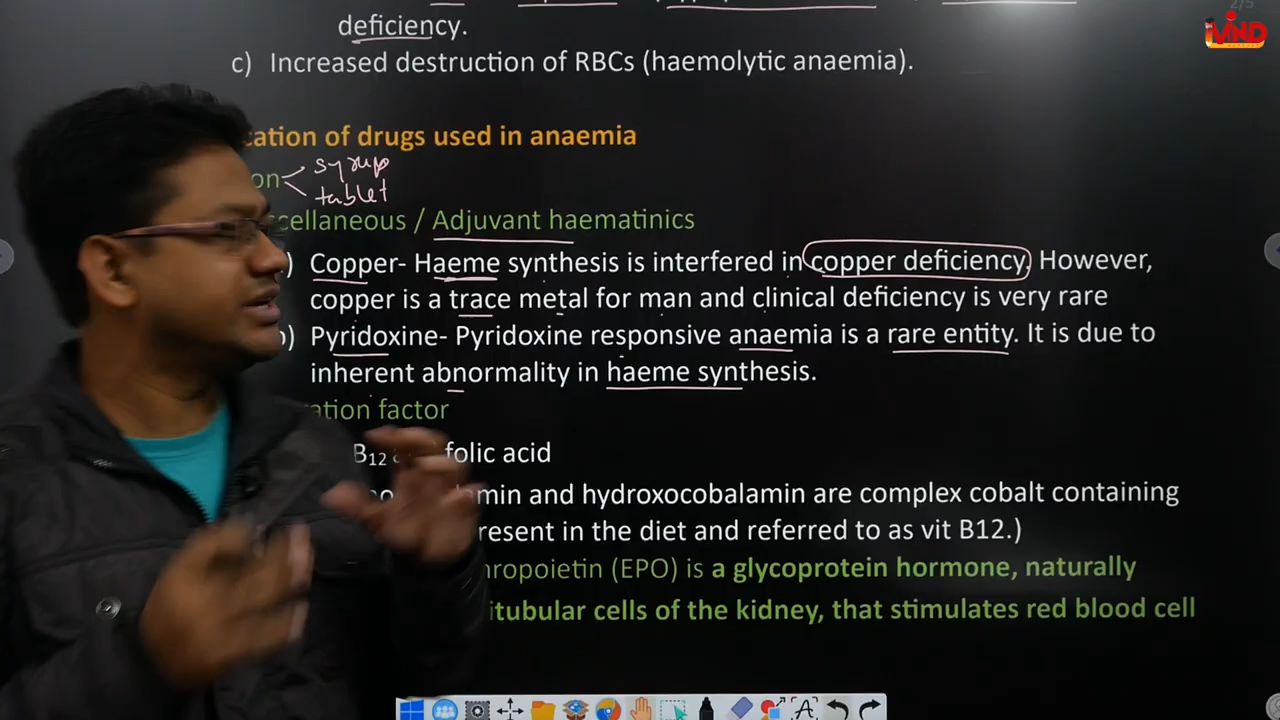 2/5
iMIND
deficiency.
c) Increased destruction of RBCs (haemolytic anaemia).
cation of drugs used in anaemia
on
syrup
tablet
cellaneous / Adjuvant haematinics
) Copper- Haeme synthesis is interfered in copper deficiency. However,
copper is a trace metal for man and clinical deficiency is very rare
) Pyridoxine- Pyridoxine responsive anaemia is a rare entity. It is due to
inherent abnormality in haeme synthesis.
ation factor
B12 folic acid
amin and hydroxocobalamin are complex cobalt containing
resent in the diet and referred to as vit B12.)
hropoietin (EPO) is a glycoprotein hormone, naturally
itubular cells of the kidney, that stimulates red blood cell